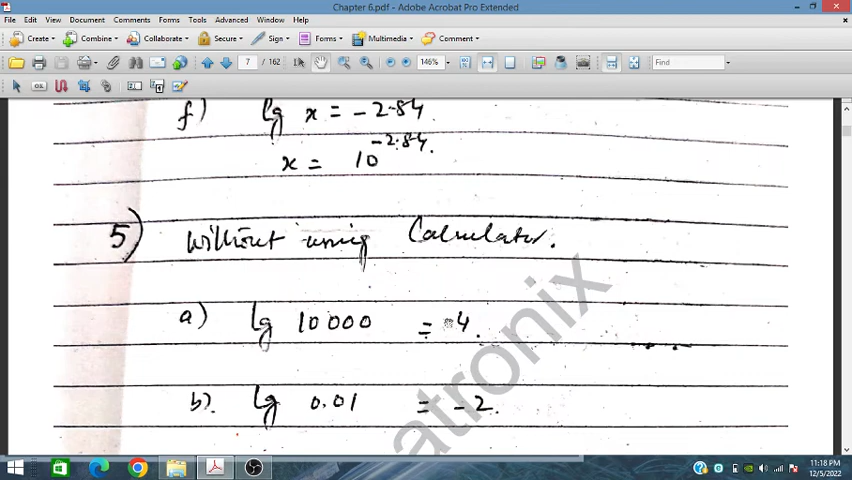 Chapter 6.pdf - Adobe Acrobat Pro Extended
File Edit View Document Comments Forms Tools Advanced Window Help
Create Combine Collaborate Secure Sign Forms Multimedia Comment
7 / 162 146% Find
f) lg x = -2.84
x = 10^-2.84.
5) Without using Calculator.
a) lg 10000 = 4.
b). lg 0.01 = -2.
atronix
11:18 PM
12/5/2022